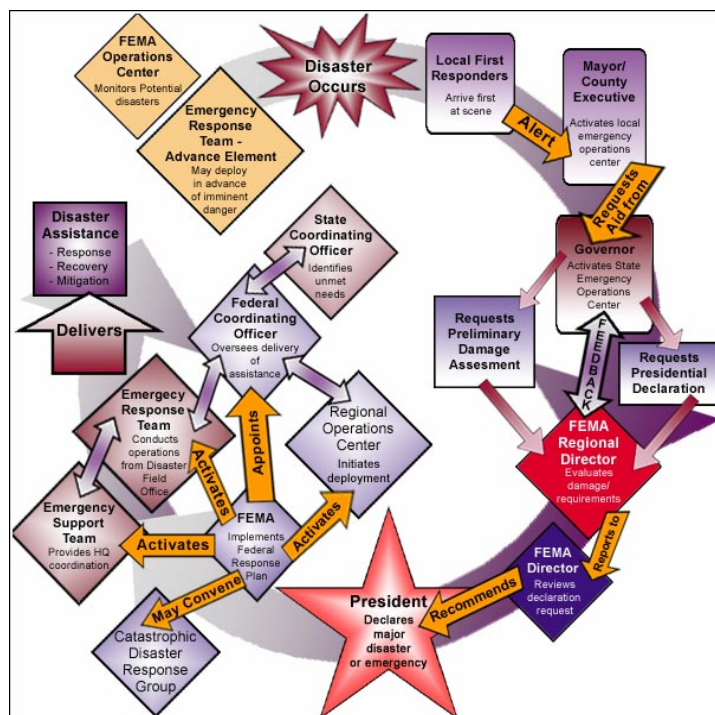 FEMA
Operations
Center
Monitors Potential
disasters
Emergency
Response
Team -
Advance Element
May deploy
in advance
of imminent
danger
Disaster
Occurs
Local First
Responders
Arrive first
at scene
Alert
Mayor/
County
Executive
Activates local
emergency
operations
center
Requests
Aid from
Governor
Activates State
Emergency
Operations
Center
Requests
Preliminary
Damage
Assesment
FEEDBACK
Requests
Presidential
Declaration
FEMA
Regional
Director
Evaluates
damage/
requirements
Reports to
FEMA
Director
Reviews
declaration
request
Recommends
President
Declares
major
disaster
or emergency
FEMA
Implements
Federal
Response
Plan
Appoints
Activates
Activates
Activates
May Convene
Catastrophic
Disaster
Response
Group
Regional
Operations
Center
Initiates
deployment
Federal
Coordinating
Officer
Oversees delivery
of
assistance
State
Coordinating
Officer
Identifies
unmet
needs
Emergecy
Response
Team
Conducts
operations
from Disaster
Field
Office
Emergency
Support
Team
Provides HQ
coordination
Delivers
Disaster
Assistance
- Response
- Recovery
- Mitigation